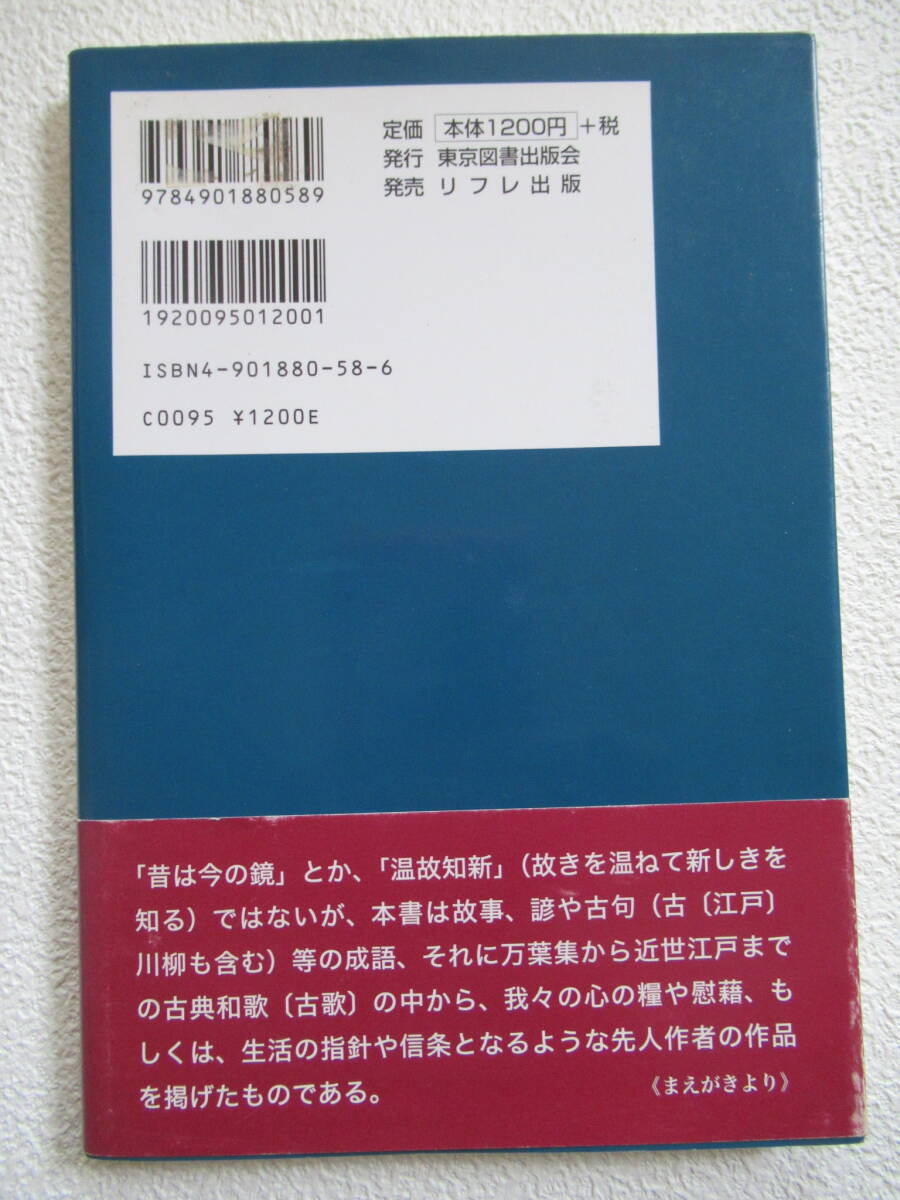 定価 本体1200円 +税
発行 東京図書出版会
発売 リフレ出版
9784901880589
1920095012001
ISBN4-901880-58-6
C0095 ¥1200E
「昔は今の鏡」とか、「温故知新」（故きを温ねて新しきを
知る）ではないが、本書は故事、諺や古句（古〔江戸〕
川柳も含む）等の成語、それに万葉集から近世江戸まで
の古典和歌〔古歌〕の中から、我々の心の糧や慰藉、も
しくは、生活の指針や信条となるような先人作者の作品
を掲げたものである。
《まえがきより》